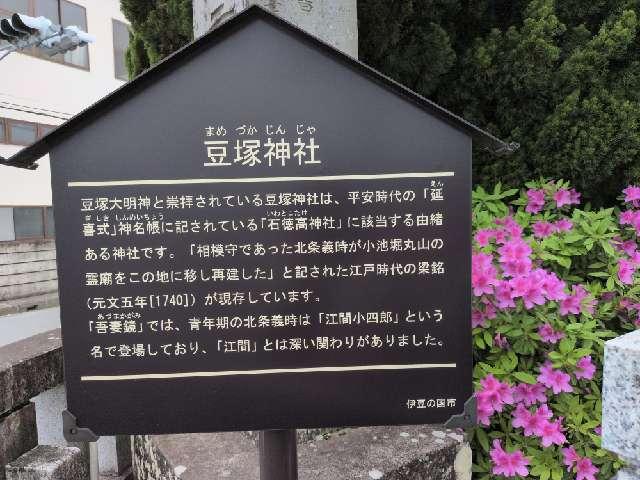 まめ づか じん じゃ
豆塚神社
豆塚大明神と崇拝されている豆塚神社は、平安時代の「延
喜式」神名帳に記されている「石徳高神社」に該当する由緒
ある神社です。「相模守であった北条義時が小池堀丸山の
霊廟をこの地に移し再建した」と記された江戸時代の梁銘
(元文五年[1740])が現存しています。
「吾妻鏡」では、青年期の北条義時は「江間小四郎」という
名で登場しており、「江間」とは深い関わりがありました。
伊豆の国市